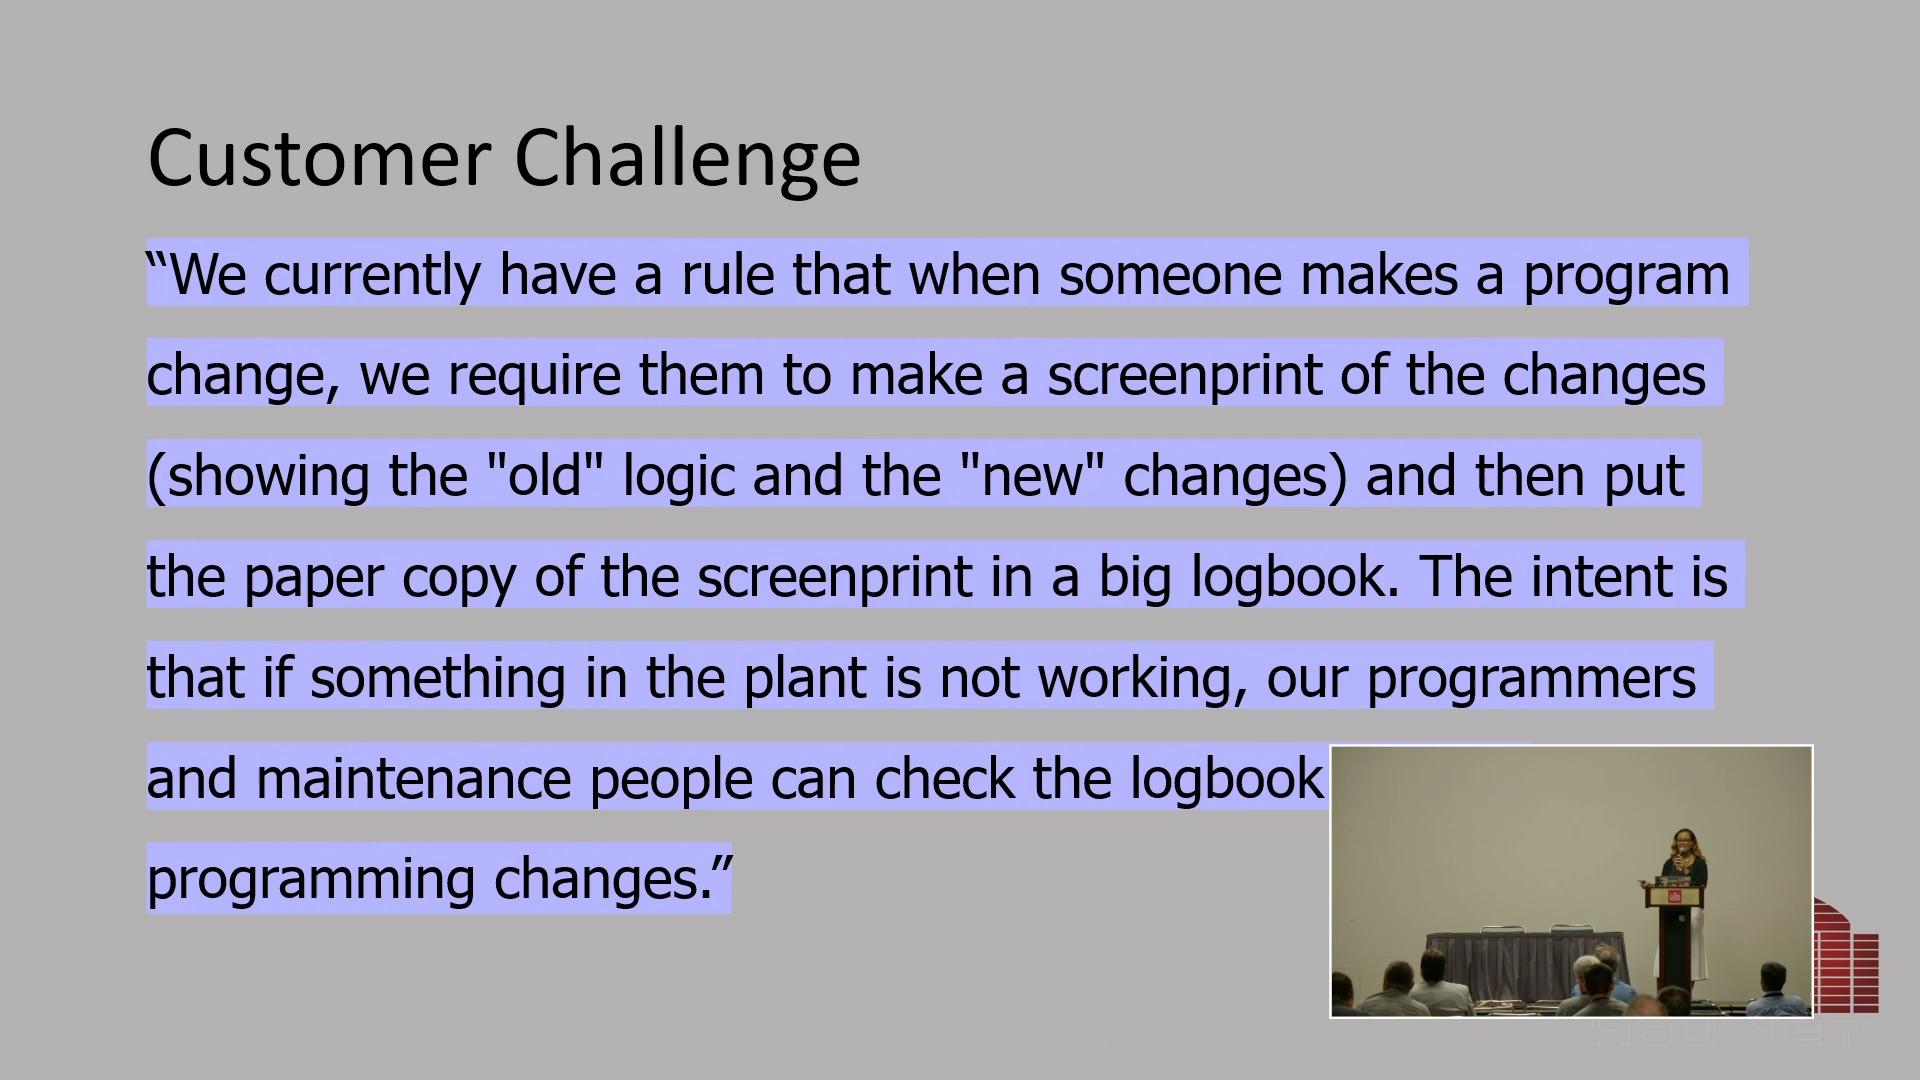 Customer Challenge
“We currently have a rule that when someone makes a program
change, we require them to make a screenprint of the changes
(showing the "old" logic and the "new" changes) and then put
the paper copy of the screenprint in a big logbook. The intent is
that if something in the plant is not working, our programmers
and maintenance people can check the logbook
programming changes.”